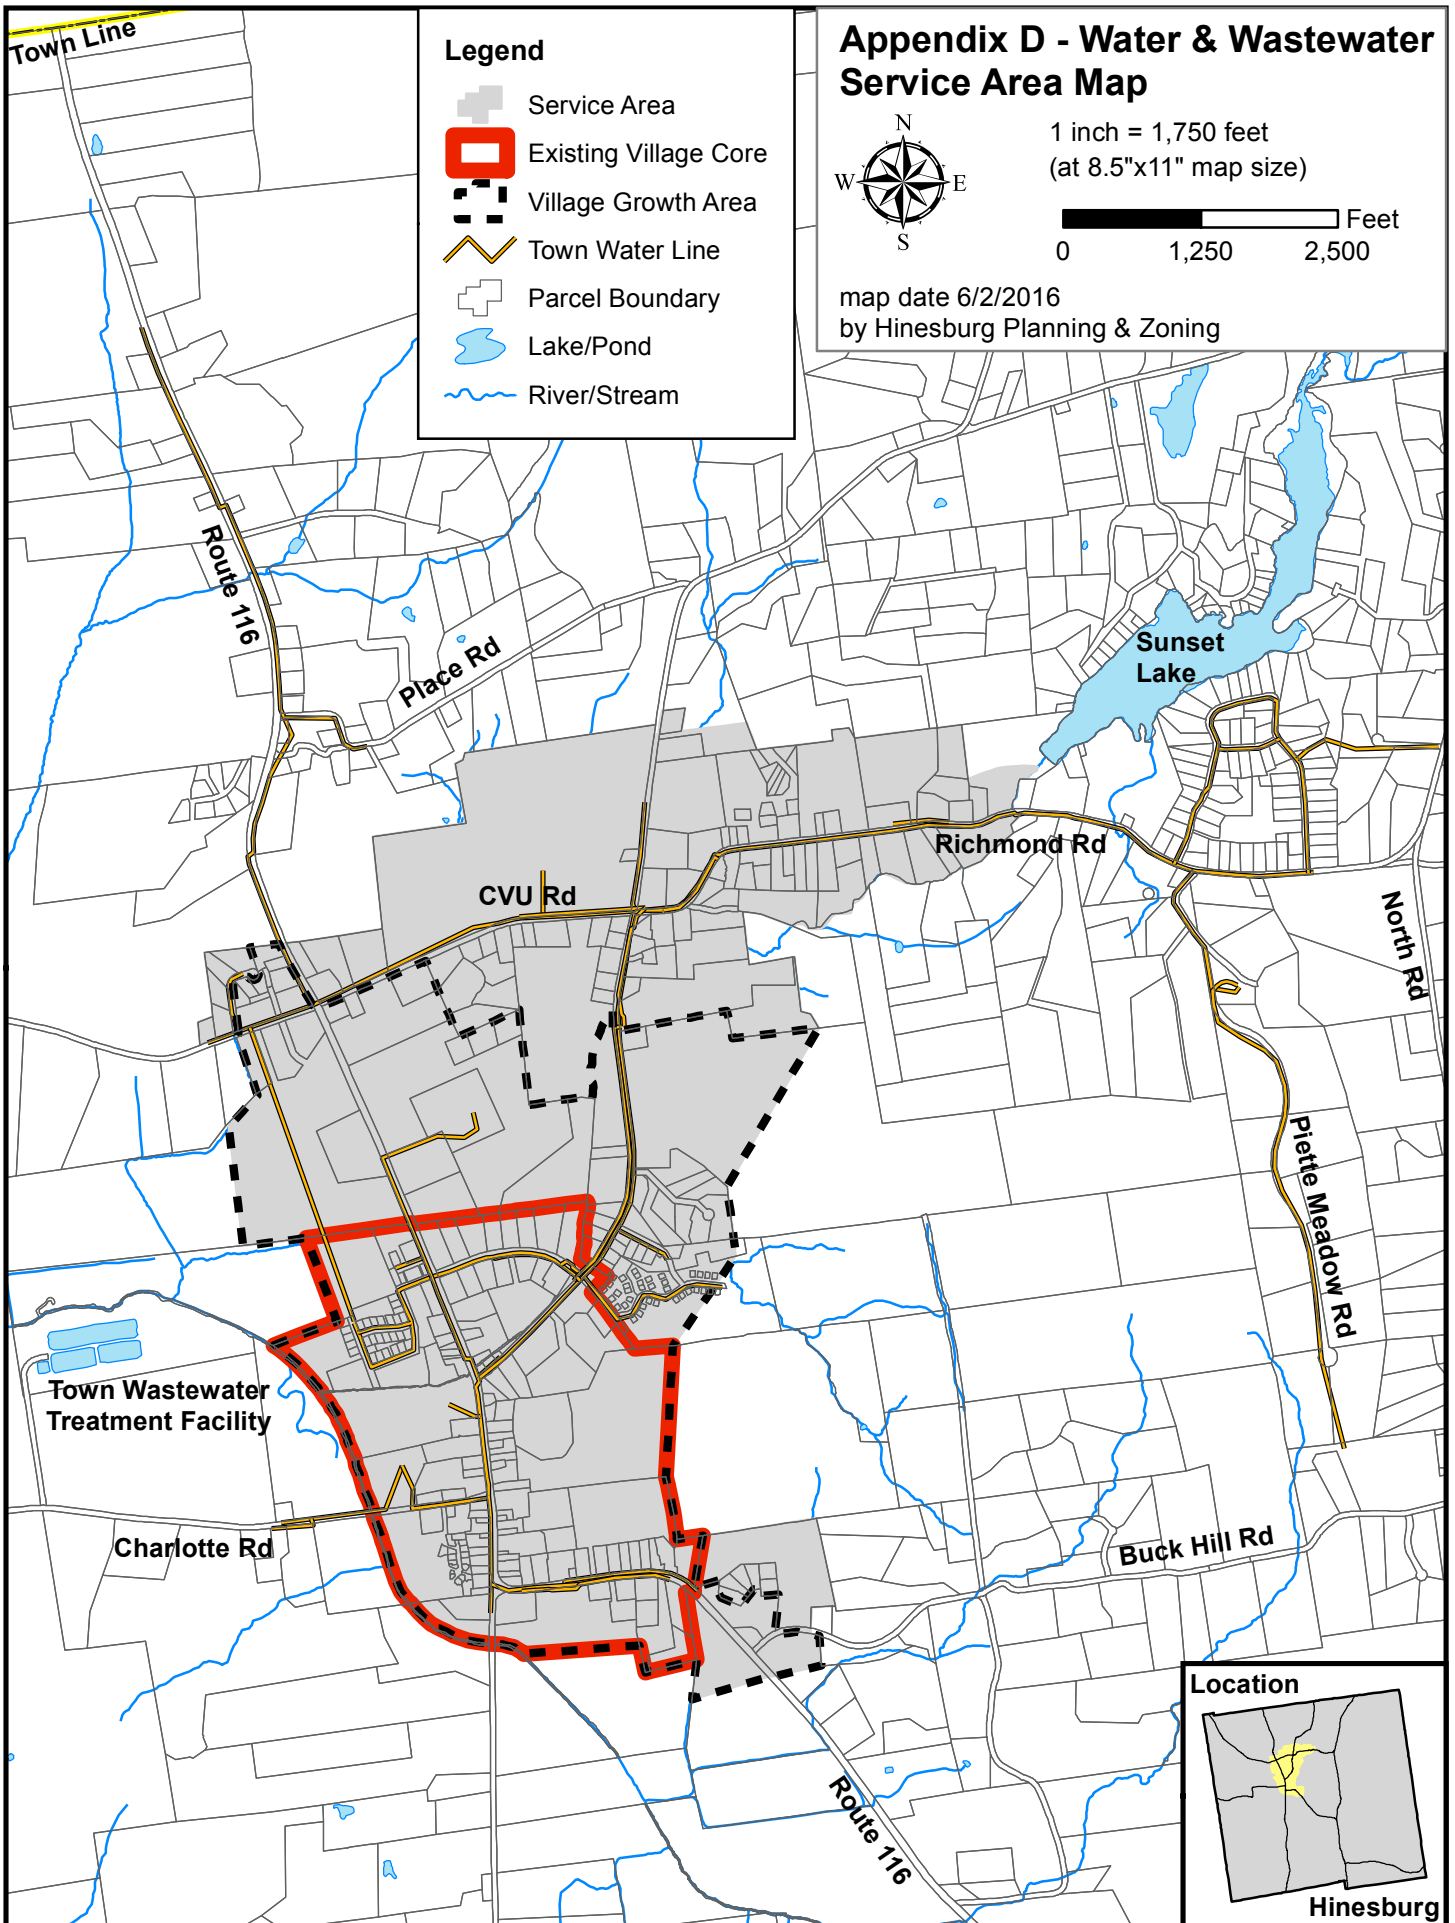 Town Line
Legend
Service Area
Existing Village Core
Village Growth Area
Town Water Line
Parcel Boundary
Lake/Pond
River/Stream
Appendix D - Water & Wastewater
Service Area Map
N
W
E
S
1 inch = 1,750 feet
(at 8.5"x11" map size)
Feet
0
1,250
2,500
map date 6/2/2016
by Hinesburg Planning & Zoning
Route 116
Place Rd
Sunset
Lake
Richmond Rd
CVU Rd
North Rd
Piette Meadow Rd
Town Wastewater
Treatment Facility
Charlotte Rd
Buck Hill Rd
Route 116
Location
Hinesburg